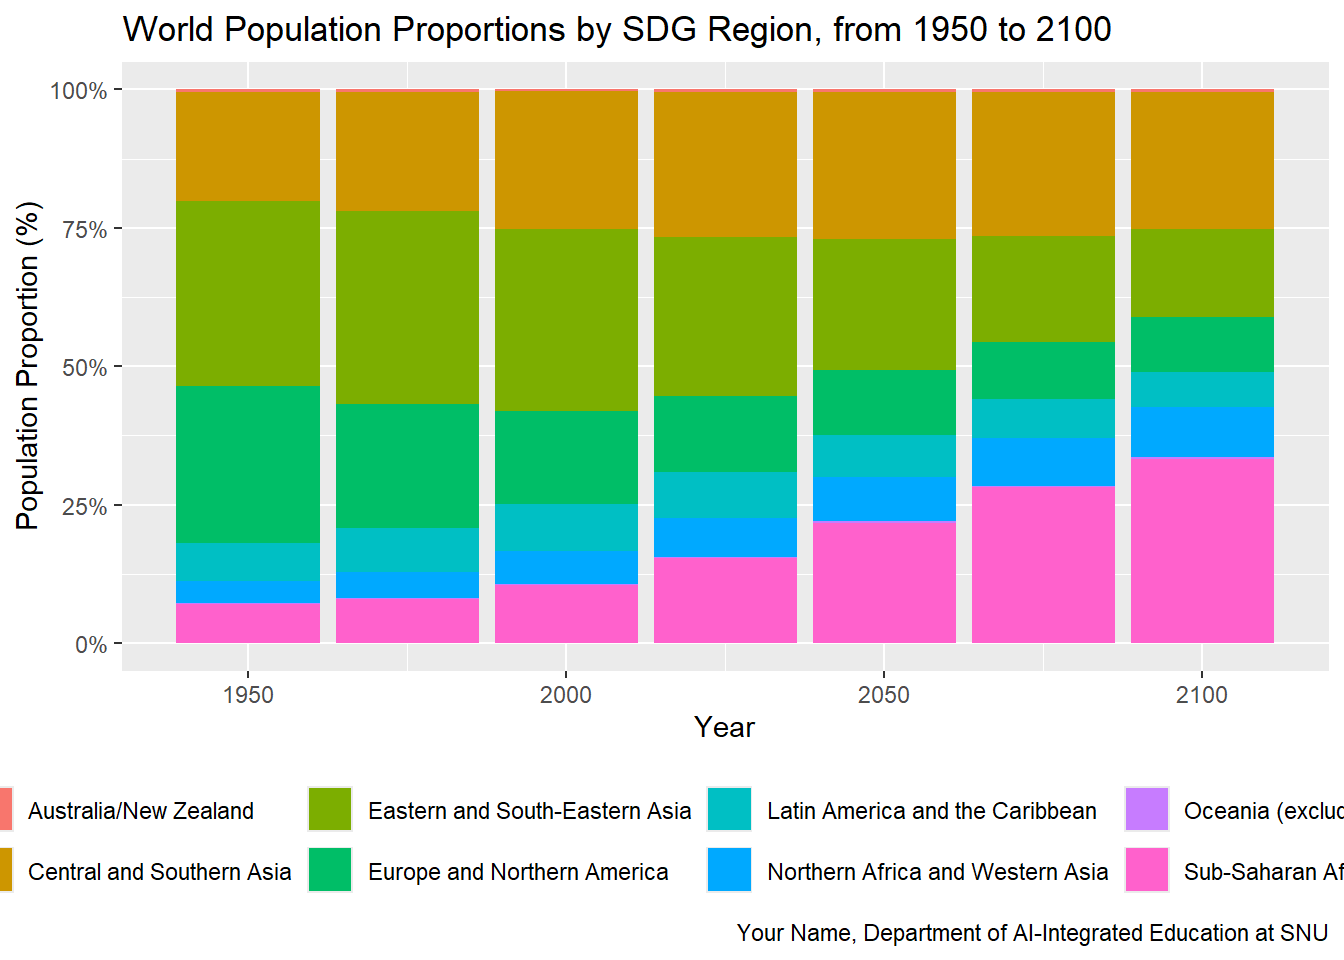 World Population Proportions by SDG Region, from 1950 to 2100
Population Proportion (%)
100%
75%
50%
25%
0%
1950 2000 2050 2100
Year
Australia/New Zealand Eastern and South-Eastern Asia Latin America and the Caribbean Oceania
Central and Southern Asia Europe and Northern America Northern Africa and Western Asia Sub-Saharan
Your Name, Department of AI-Integrated Education at SNU